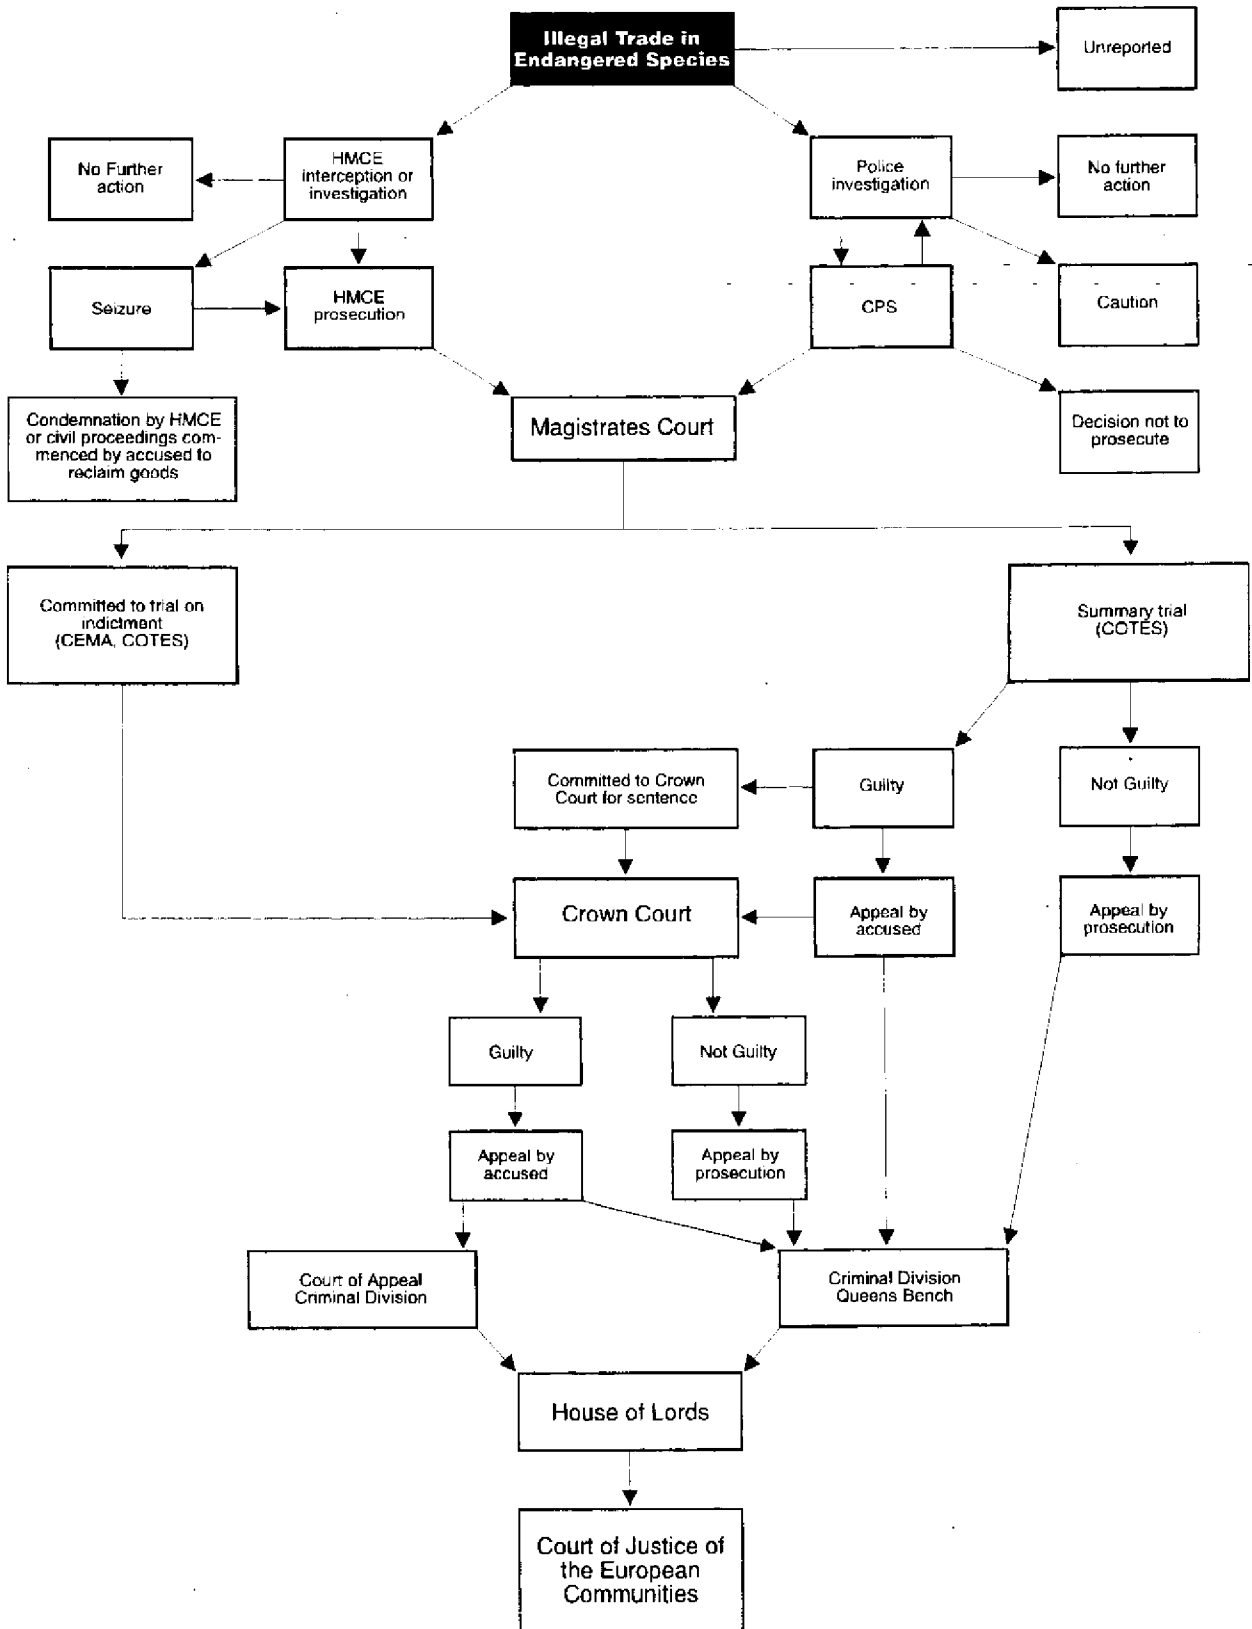 Illegal Trade in
Endangered Species
Unreported
No Further
action
HMCE
interception or
investigation
Police
investigation
No further
action
Seizure
HMCE
prosecution
CPS
Caution
Condemnation by HMCE
or civil proceedings com-
menced by accused to
reclaim goods
Magistrates Court
Decision not to
prosecute
Committed to trial on
indictment
(CEMA, COTES)
Summary trial
(COTES)
Committed to Crown
Court for sentence
Guilty
Not Guilty
Crown Court
Appeal by
accused
Appeal by
prosecution
Guilty
Not Guilty
Appeal by
accused
Appeal by
prosecution
Court of Appeal
Criminal Division
Criminal Division
Queens Bench
House of Lords
Court of Justice of
the European
Communities